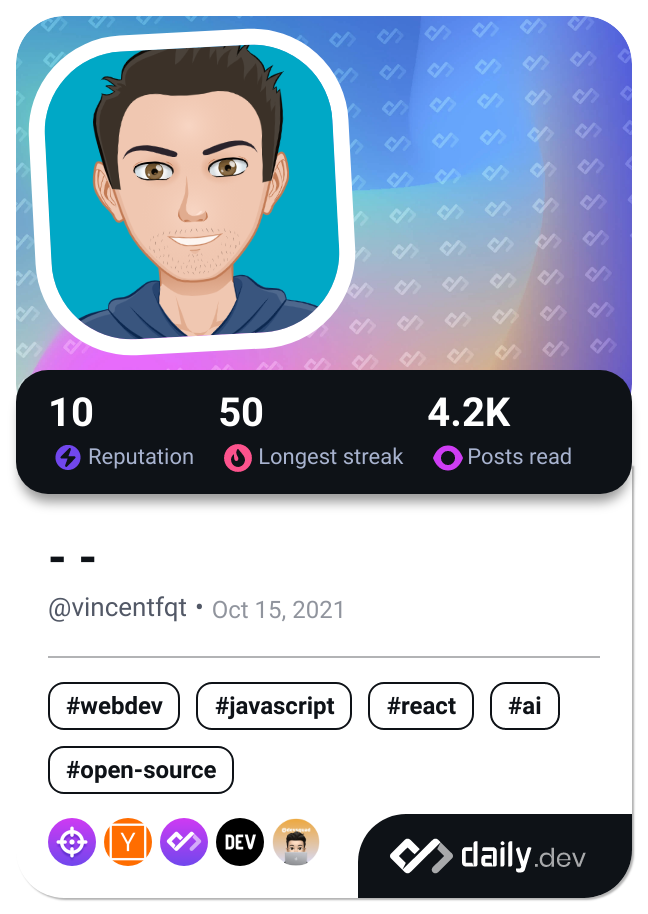 10 50 4.2K
Reputation Longest streak Posts read
- -
@vincentfqt • Oct 15, 2021
#webdev #javascript #react #ai
#open-source
Y DEV
daily.dev